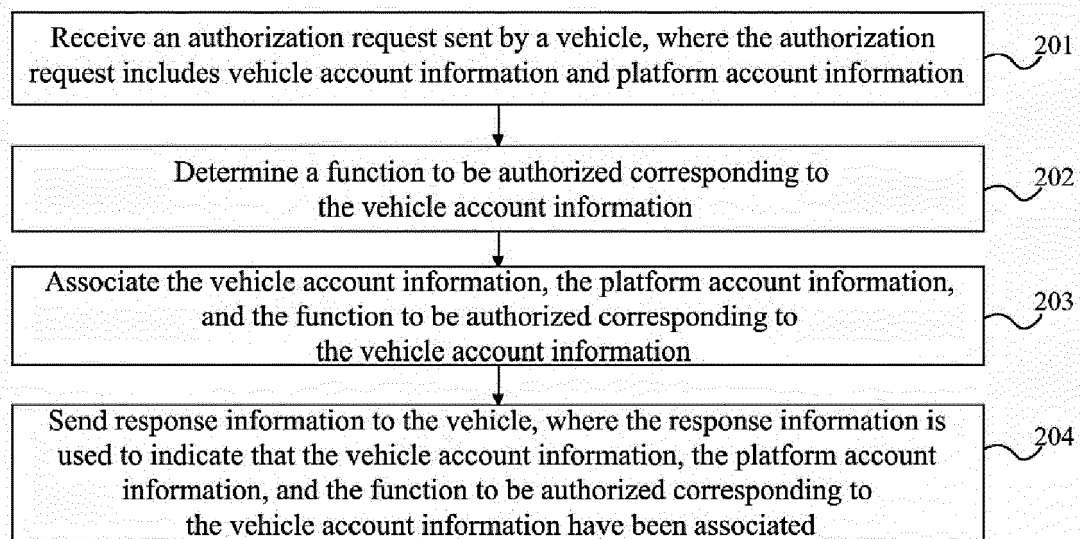 Receive an authorization request sent by a vehicle, where the authorization
request includes vehicle account information and platform account information
201
Determine a function to be authorized corresponding to
the vehicle account information
202
Associate the vehicle account information, the platform account information,
and the function to be authorized corresponding to
the vehicle account information
203
Send response information to the vehicle, where the response information is
used to indicate that the vehicle account information, the platform account
information, and the function to be authorized corresponding to
the vehicle account information have been associated
204